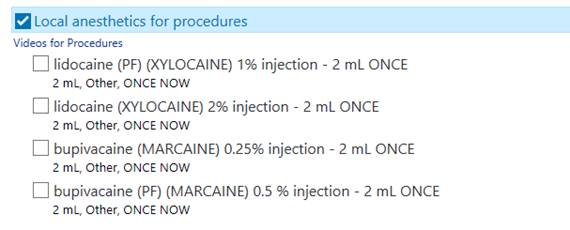 Local anesthetics for procedures
Videos for Procedures
lidocaine (PF) (XYLOCAINE) 1% injection - 2 mL ONCE
2 mL, Other, ONCE NOW
lidocaine (XYLOCAINE) 2% injection - 2 mL ONCE
2 mL, Other, ONCE NOW
bupivacaine (MARCAINE) 0.25% injection - 2 mL ONCE
2 mL, Other, ONCE NOW
bupivacaine (PF) (MARCAINE) 0.5 % injection - 2 mL ONCE
2 mL, Other, ONCE NOW